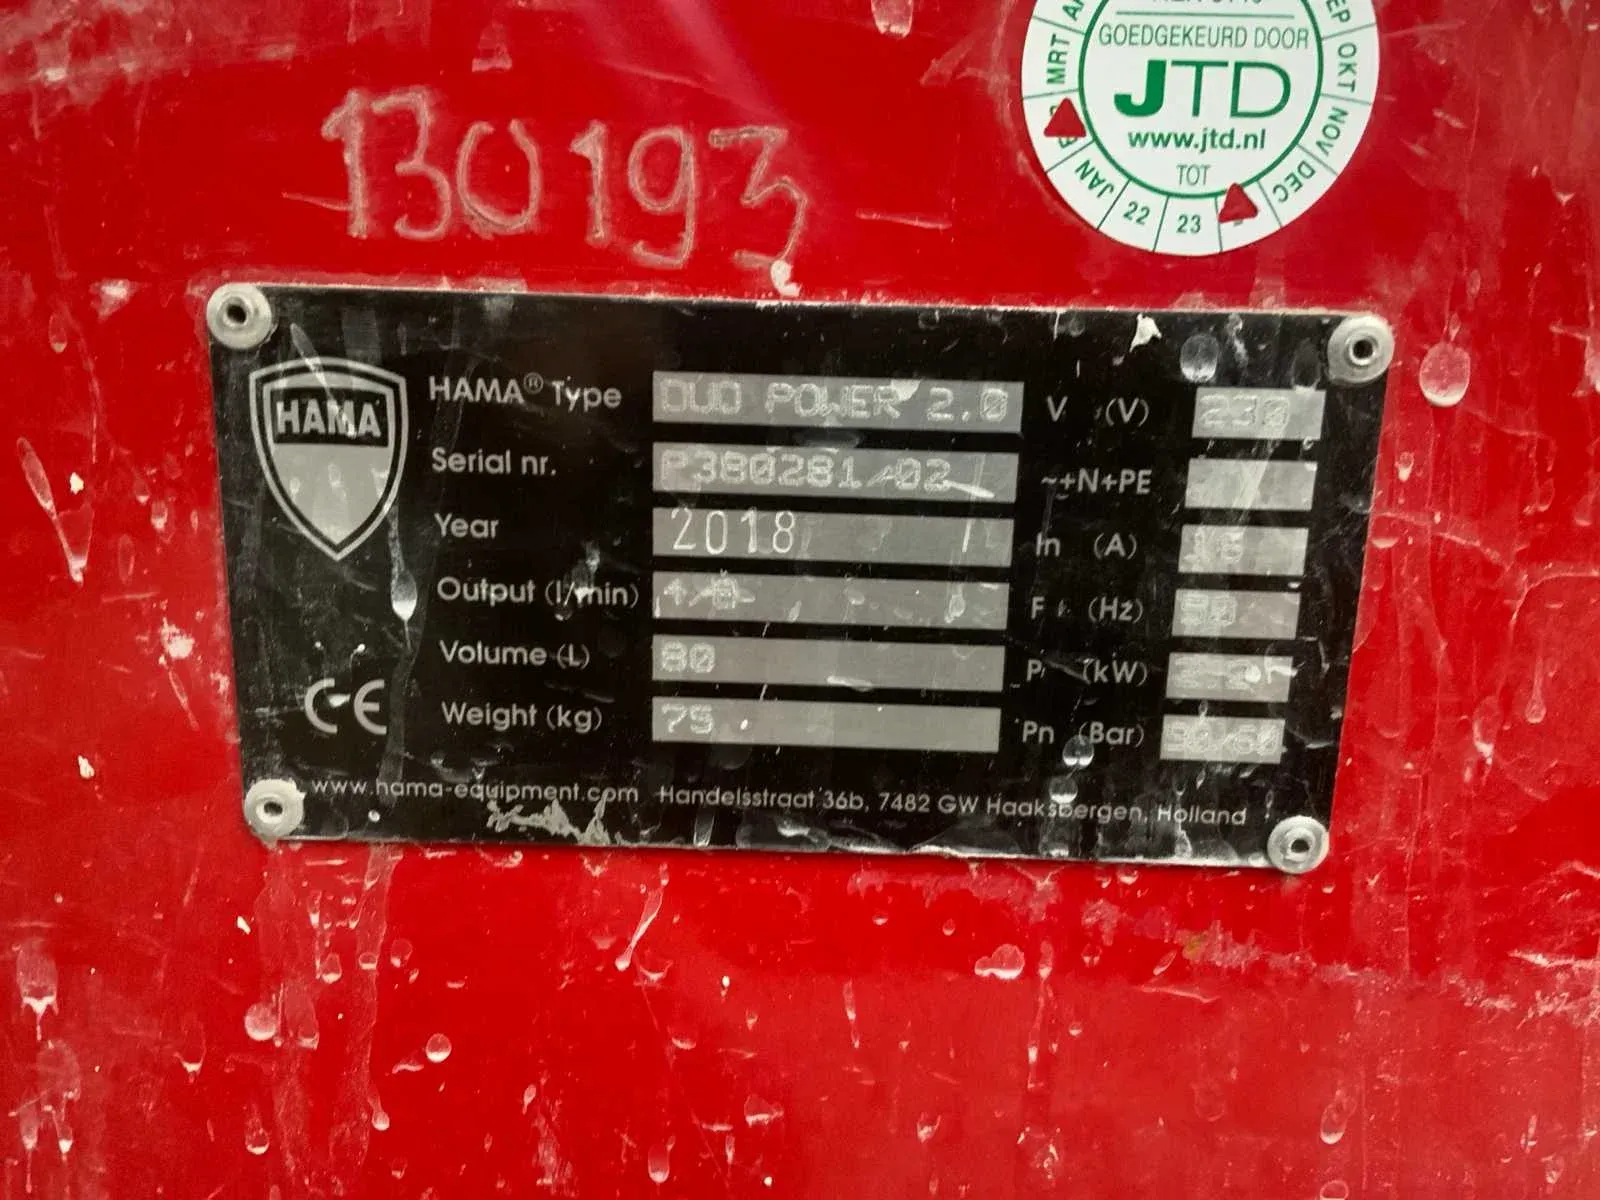 GOEDGEKEURD DOOR
JTD
www.jtd.nl
TOT
MRT
JAN
22
23
DEC
NOV
OKT
130193
HAMA
HAMA® Type DUO POWER 2.0
Serial nr. P380281/02
Year 2018
Output (l/min)
Volume (L) 80
Weight (kg) 75
V (V) 230
~+N+PE
In (A) 16
F (Hz) 50
P (kW)
Pn (Bar)
CE
www.hama-equipment.com Handelsstraat 36b, 7482 GW Haaksbergen, Holland